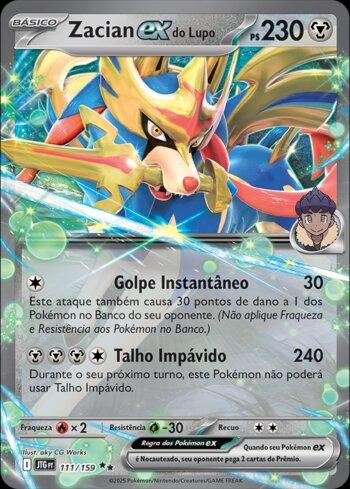 BÁSICO
Zacian ex do Lupo PS 230
Golpe Instantâneo 30
Este ataque também causa 30 pontos de dano a 1 dos
Pokémon no Banco do seu oponente. (Não aplique Fraqueza
e Resistência aos Pokémon no Banco.)
Talho Impávido 240
Durante o seu próximo turno, este Pokémon não poderá
usar Talho Impávido.
Fraqueza ×2 Resistência -30 Recuo
Ilust. aky CG Works
Regra dos Pokémon ex
Quando seu Pokémon ex
é Nocauteado, seu oponente pega 2 cartas de Prêmio.
I JTG PT 111/159
©2025 Pokémon/Nintendo/Creatures/GAME FREAK